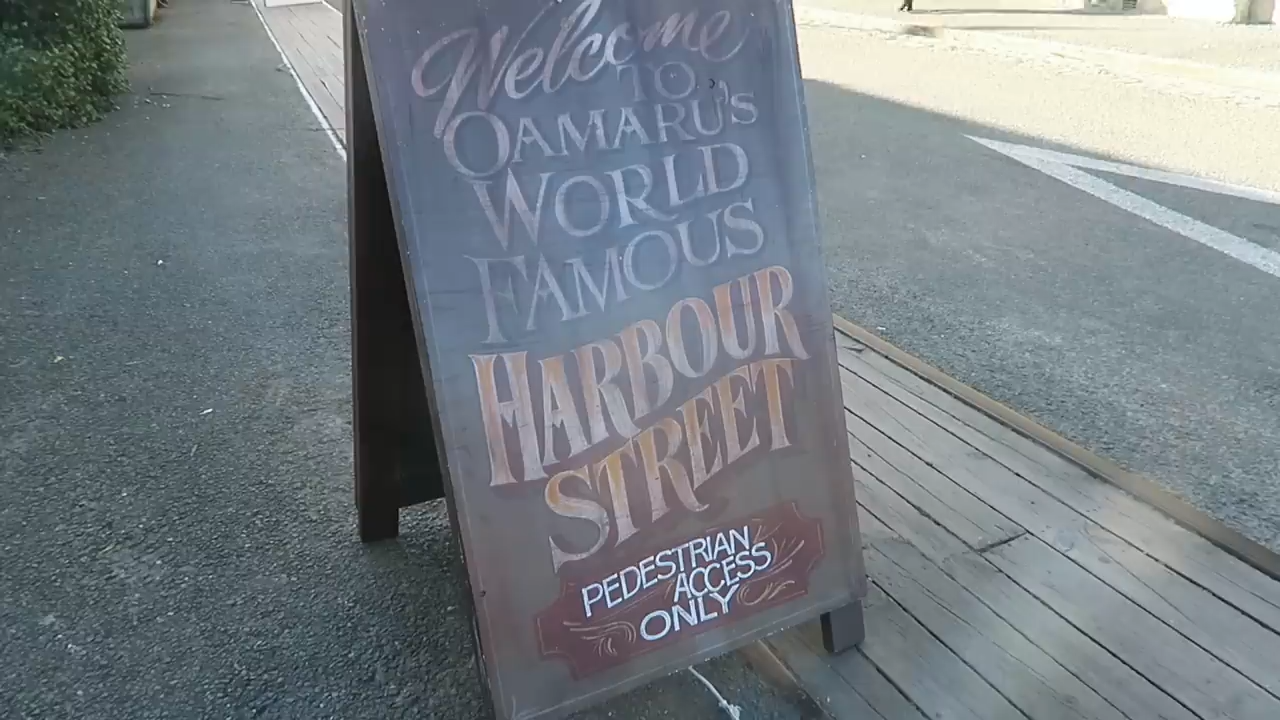 Welcome
TO
OAMARU'S
WORLD
FAMOUS
HARBOUR
STREET
PEDESTRIAN
ACCESS
ONLY